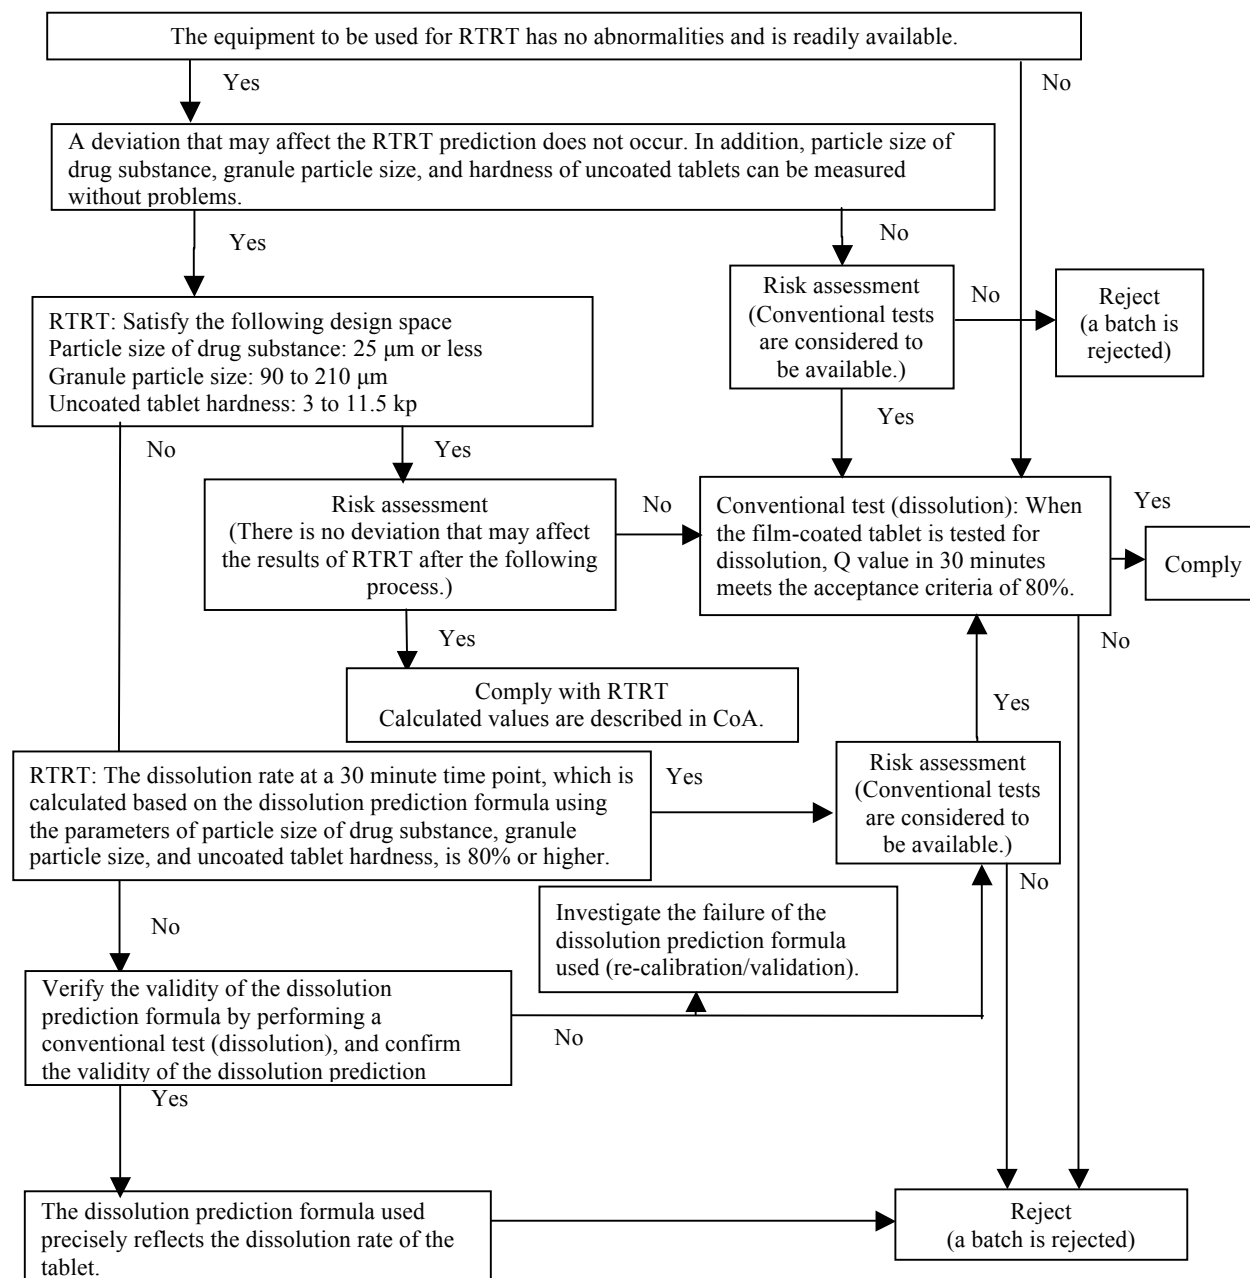 The equipment to be used for RTRT has no abnormalities and is readily available.
Yes
No
A deviation that may affect the RTRT prediction does not occur. In addition, particle size of
drug substance, granule particle size, and hardness of uncoated tablets can be measured
without problems.
Yes
No
Risk assessment
(Conventional tests
are considered to
be available.)
No
Reject
(a batch is
rejected)
RTRT: Satisfy the following design space
Particle size of drug substance: 25 μm or less
Granule particle size: 90 to 210 μm
Uncoated tablet hardness: 3 to 11.5 kp
Yes
No
Yes
Risk assessment
(There is no deviation that may affect
the results of RTRT after the following
process.)
No
Conventional test (dissolution): When
the film-coated tablet is tested for
dissolution, Q value in 30 minutes
meets the acceptance criteria of 80%.
Yes
Comply
No
Yes
Comply with RTRT
Calculated values are described in CoA.
Yes
RTRT: The dissolution rate at a 30 minute time point, which is
calculated based on the dissolution prediction formula using
the parameters of particle size of drug substance, granule
particle size, and uncoated tablet hardness, is 80% or higher.
Yes
Risk assessment
(Conventional tests
are considered to
be available.)
No
No
Investigate the failure of the
dissolution prediction formula
used (re-calibration/validation).
Verify the validity of the dissolution
prediction formula by performing a
conventional test (dissolution), and confirm
the validity of the dissolution prediction
No
Yes
The dissolution prediction formula used
precisely reflects the dissolution rate of the
tablet.
Reject
(a batch is rejected)